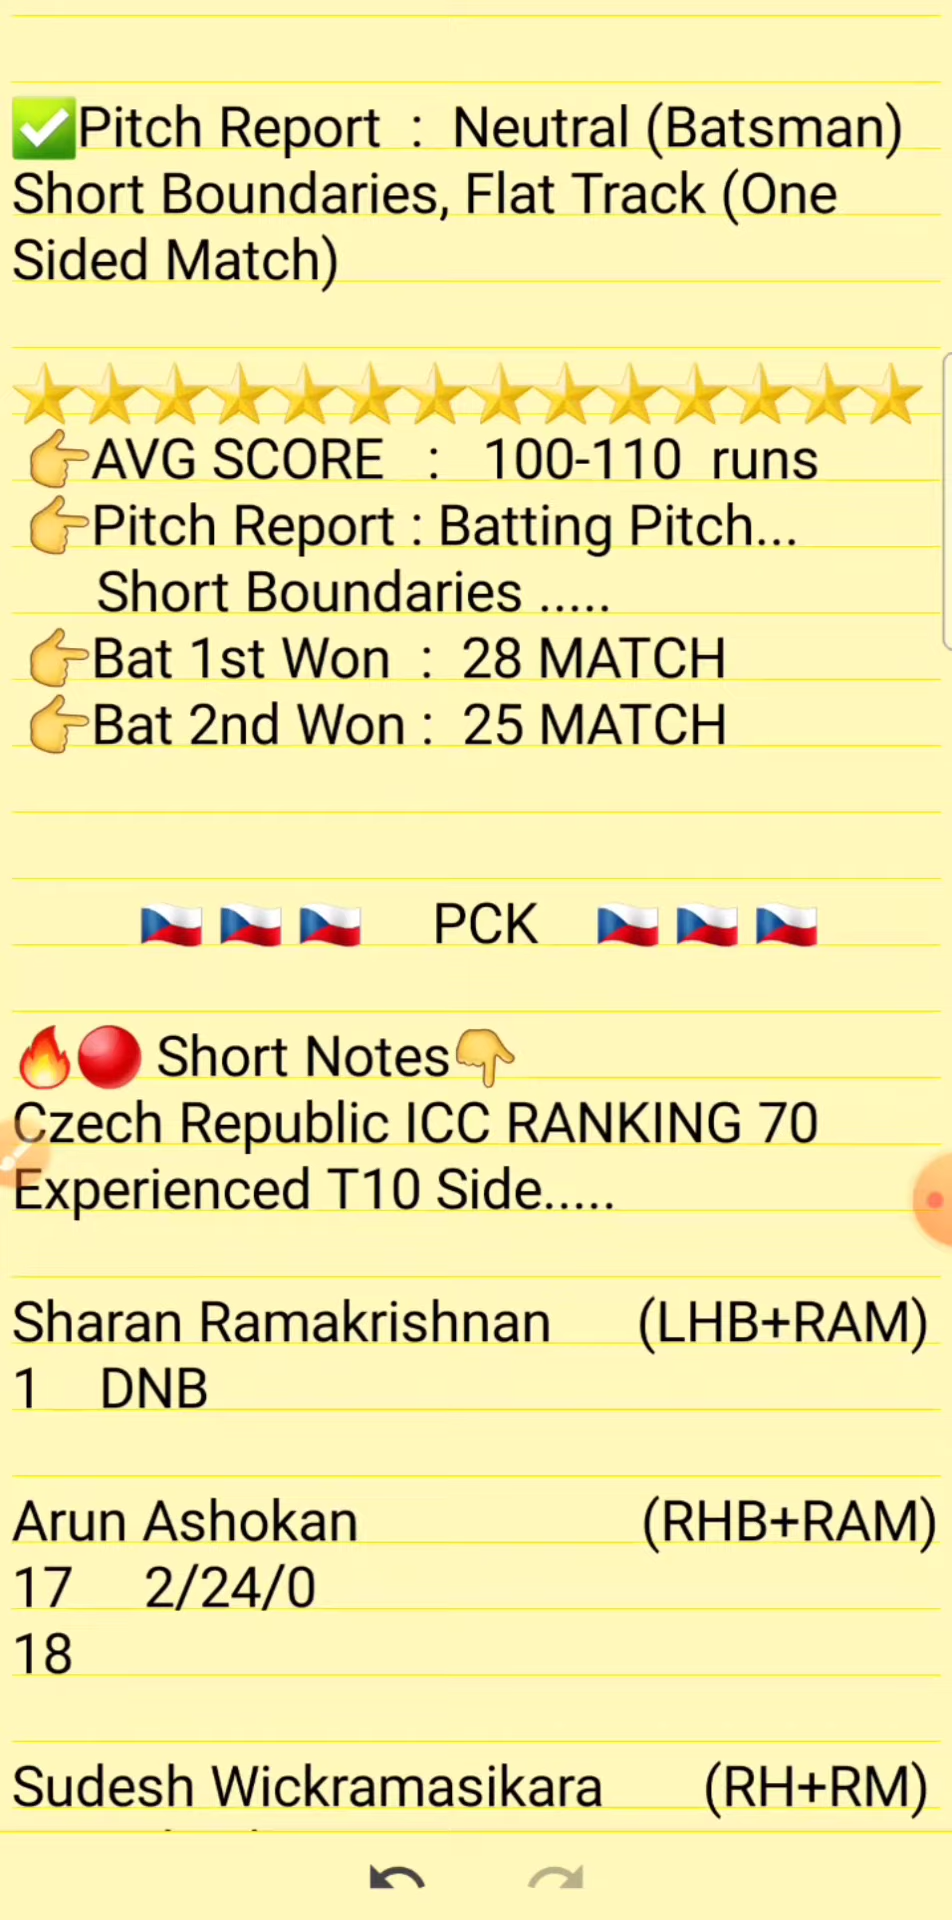 ✅Pitch Report : Neutral (Batsman)
Short Boundaries, Flat Track (One
Sided Match)
⭐⭐⭐⭐⭐⭐⭐⭐⭐⭐⭐⭐⭐⭐
👉AVG SCORE : 100-110 runs
👉Pitch Report : Batting Pitch...
Short Boundaries .....
👉Bat 1st Won : 28 MATCH
👉Bat 2nd Won : 25 MATCH
🇨🇿 🇨🇿 🇨🇿 PCK 🇨🇿 🇨🇿 🇨🇿
🔥🔴 Short Notes👇
Czech Republic ICC RANKING 70
Experienced T10 Side.....
Sharan Ramakrishnan (LHB+RAM)
1 DNB
Arun Ashokan (RHB+RAM)
17 2/24/0
18
Sudesh Wickramasikara (RH+RM)